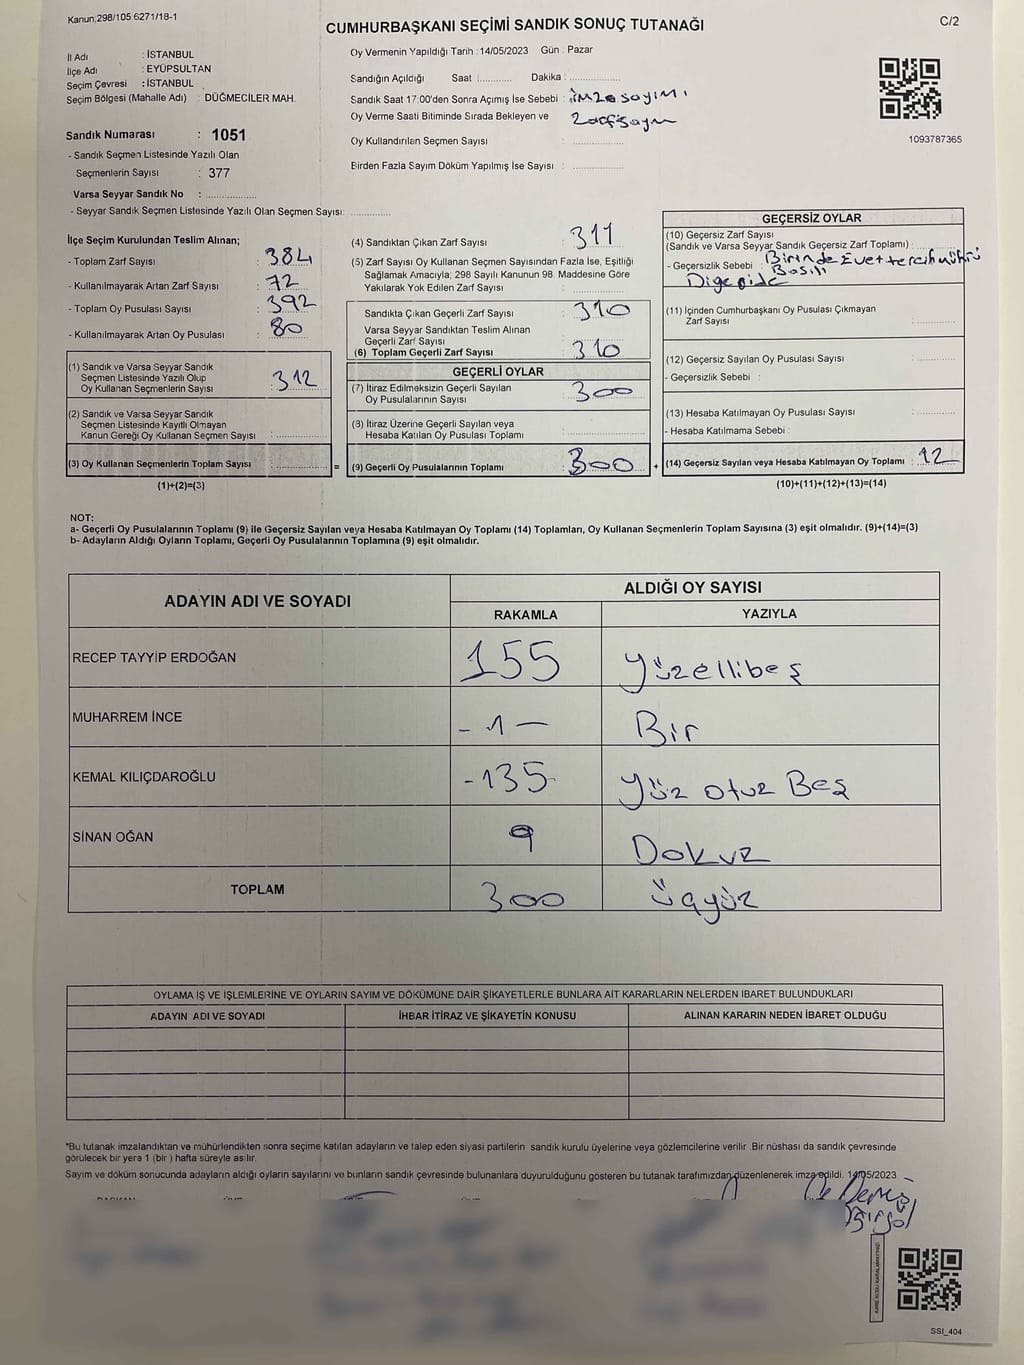 Kanun;298/105 6271/18-1
CUMHURBAŞKANI SEÇİMİ SANDIK SONUÇ TUTANAĞI
C/2
İl Adı : İSTANBUL
İlçe Adı : EYÜPSULTAN
Seçim Çevresi : İSTANBUL
Seçim Bölgesi (Mahalle Adı) : DÜĞMECİLER MAH.
Sandık Numarası : 1051
- Sandık Seçmen Listesinde Yazılı Olan
Seçmenlerin Sayısı : 377
Varsa Seyyar Sandık No :
- Seyyar Sandık Seçmen Listesinde Yazılı Olan Seçmen Sayısı:
Oy Vermenin Yapıldığı Tarih :14/05/2023 Gün : Pazar
Sandığın Açıldığı Saat : Dakika :
Sandık Saat 17:00'den Sonra Açımış İse Sebebi : imza sayımı
Oy Verme Saati Bitiminde Sırada Bekleyen ve zarfsayım
Oy Kullandırılan Seçmen Sayısı :
Birden Fazla Sayım Döküm Yapılmış İse Sayısı :
1093787365
İlçe Seçim Kurulundan Teslim Alınan;
- Toplam Zarf Sayısı : 384
- Kullanılmayarak Artan Zarf Sayısı : 72
- Toplam Oy Pusulası Sayısı : 392
- Kullanılmayarak Artan Oy Pusulası : 80
(1) Sandık ve Varsa Seyyar Sandık
Seçmen Listesinde Yazılı Olup
Oy Kullanan Seçmenlerin Sayısı : 312
(2) Sandık ve Varsa Seyyar Sandık
Seçmen Listesinde Kayıtlı Olmayan
Kanun Gereği Oy Kullanan Seçmen Sayısı :
(3) Oy Kullanan Seçmenlerin Toplam Sayısı :
(1)+(2)=(3)
(4) Sandıktan Çıkan Zarf Sayısı : 311
(5) Zarf Sayısı Oy Kullanan Seçmen Sayısından Fazla İse, Eşitliği
Sağlamak Amacıyla; 298 Sayılı Kanunun 98. Maddesine Göre
Yakılarak Yok Edilen Zarf Sayısı :
Sandıkta Çıkan Geçerli Zarf Sayısı : 310
Varsa Seyyar Sandıktan Teslim Alınan
Geçerli Zarf Sayısı :
(6) Toplam Geçerli Zarf Sayısı : 310
GEÇERLİ OYLAR
(7) İtiraz Edilmeksizin Geçerli Sayılan
Oy Pusulalarının Sayısı : 300
(8) İtiraz Üzerine Geçerli Sayılan veya
Hesaba Katılan Oy Pusulası Toplamı :
= (9) Geçerli Oy Pusulalarının Toplamı : 300
GEÇERSİZ OYLAR
(10) Geçersiz Zarf Sayısı
(Sandık ve Varsa Seyyar Sandık Geçersiz Zarf Toplamı) :
- Geçersizlik Sebebi : Birinde Evet tercih mührü
Basılı
Digeride
(11) İçinden Cumhurbaşkanı Oy Pusulası Çıkmayan
Zarf Sayısı :
(12) Geçersiz Sayılan Oy Pusulası Sayısı :
- Geçersizlik Sebebi :
(13) Hesaba Katılmayan Oy Pusulası Sayısı :
- Hesaba Katılmama Sebebi :
+ (14) Geçersiz Sayılan veya Hesaba Katılmayan Oy Toplamı : 12
(10)+(11)+(12)+(13)=(14)
NOT:
a- Geçerli Oy Pusulalarının Toplamı (9) ile Geçersiz Sayılan veya Hesaba Katılmayan Oy Toplamı (14) Toplamları, Oy Kullanan Seçmenlerin Toplam Sayısına (3) eşit olmalıdır. (9)+(14)=(3)
b- Adayların Aldığı Oyların Toplamı, Geçerli Oy Pusulalarının Toplamına (9) eşit olmalıdır.
ADAYIN ADI VE SOYADI ALDIĞI OY SAYISI
RAKAMLA YAZIYLA
RECEP TAYYİP ERDOĞAN 155 yüzellibeş
MUHARREM İNCE - 1 - Bir
KEMAL KILIÇDAROĞLU -135- yüz otuz Beş
SİNAN OĞAN 9 Dokuz
TOPLAM 300 üçyüz
OYLAMA İŞ VE İŞLEMLERİNE VE OYLARIN SAYIM VE DÖKÜMÜNE DAİR ŞİKAYETLERLE BUNLARA AİT KARARLARIN NELERDEN İBARET BULUNDUKLARI
ADAYIN ADI VE SOYADI İHBAR İTİRAZ VE ŞİKAYETİN KONUSU ALINAN KARARIN NEDEN İBARET OLDUĞU
*Bu tutanak imzalandıktan ve mühürlendikten sonra seçime katılan adayların ve talep eden siyasi partilerin sandık kurulu üyelerine veya gözlemcilerine verilir. Bir nüshası da sandık çevresinde
görülecek bir yere 1 (bir ) hafta süreyle asılır.
Sayım ve döküm sonucunda adayların aldığı oyların sayılarını ve bunların sandık çevresinde bulunanlara duyurulduğunu gösteren bu tutanak tarafımızdan düzenlenerek imza edildi. 14/05/2023
KARE KODU KARALAMAYINIZ!
SSI_404